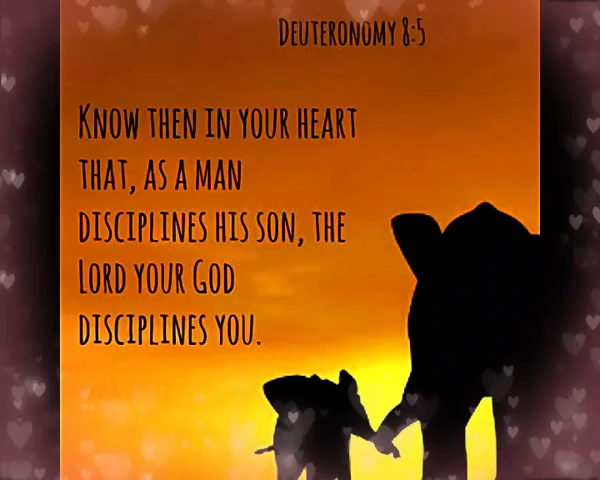 Deuteronomy 8:5
Know then in your heart
that, as a man
disciplines his son, the
Lord your God
disciplines you.